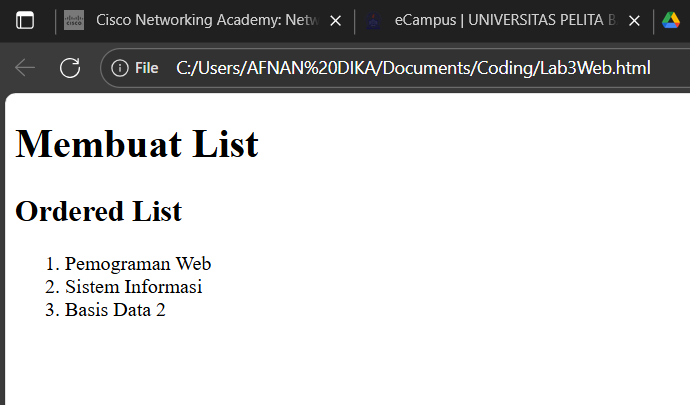 Cisco Networking Academy: Netw
eCampus | UNIVERSITAS PELITA B
File
C:/Users/AFNAN%20DIKA/Documents/Coding/Lab3Web.html
Membuat List
Ordered List
1. Pemograman Web
2. Sistem Informasi
3. Basis Data 2